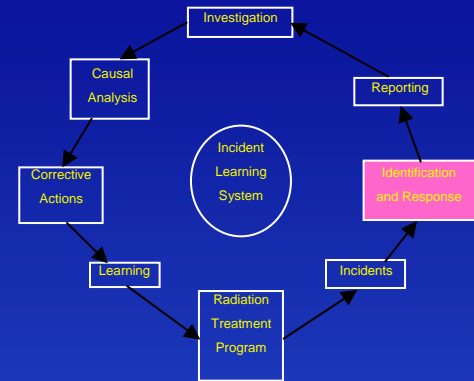 Investigation
Causal
Analysis
Reporting
Incident
Learning
System
Identification
and Response
Corrective
Actions
Learning
Incidents
Radiation
Treatment
Program